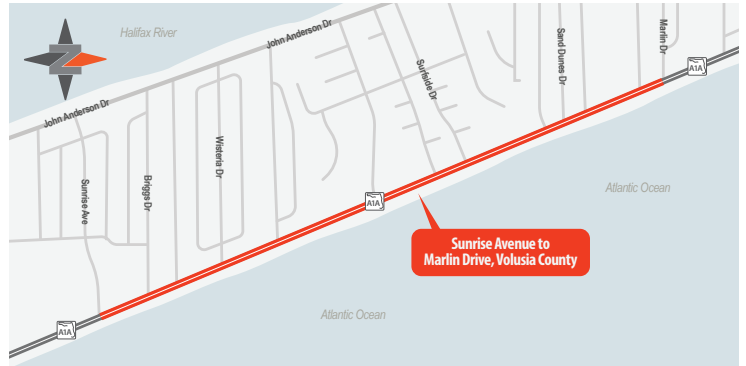 Halifax River
John Anderson Dr
Marlin Dr
Sand Dunes Dr
A1A
Surfside Dr
John Anderson Dr
Wisteria Dr
Briggs Dr
Sunrise Ave
Atlantic Ocean
A1A
Sunrise Avenue to
Marlin Drive, Volusia County
Atlantic Ocean
A1A